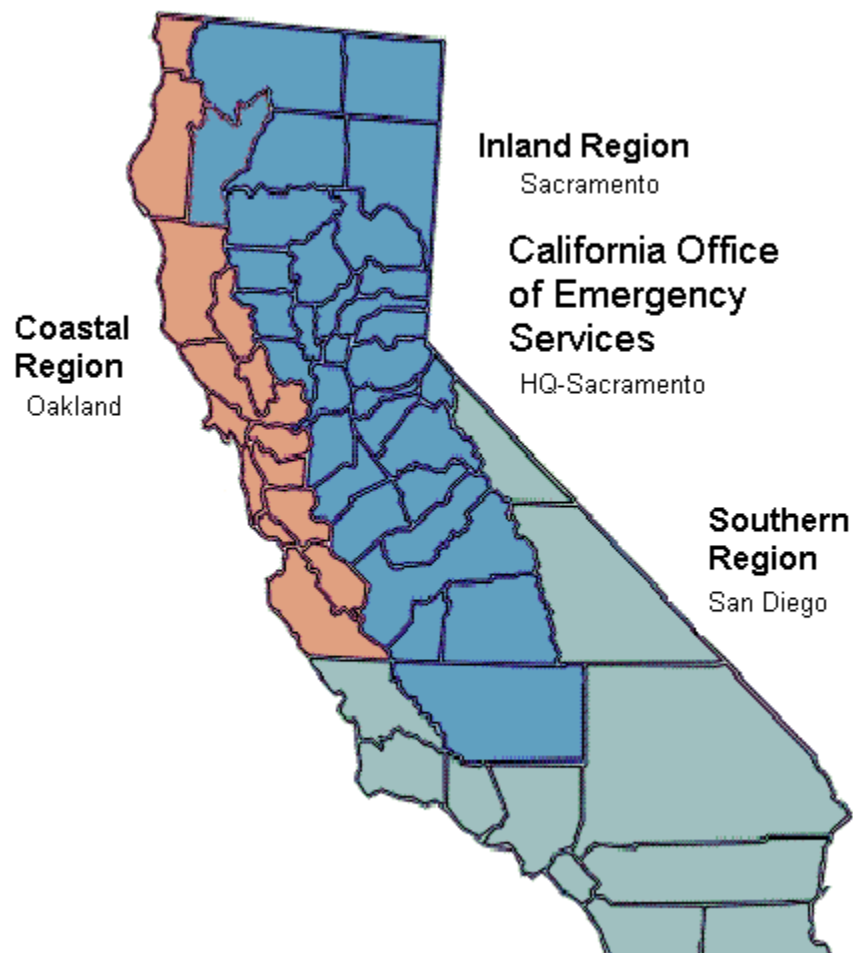 Inland Region
Sacramento
California Office
of Emergency
Services
HQ-Sacramento
Coastal
Region
Oakland
Southern
Region
San Diego